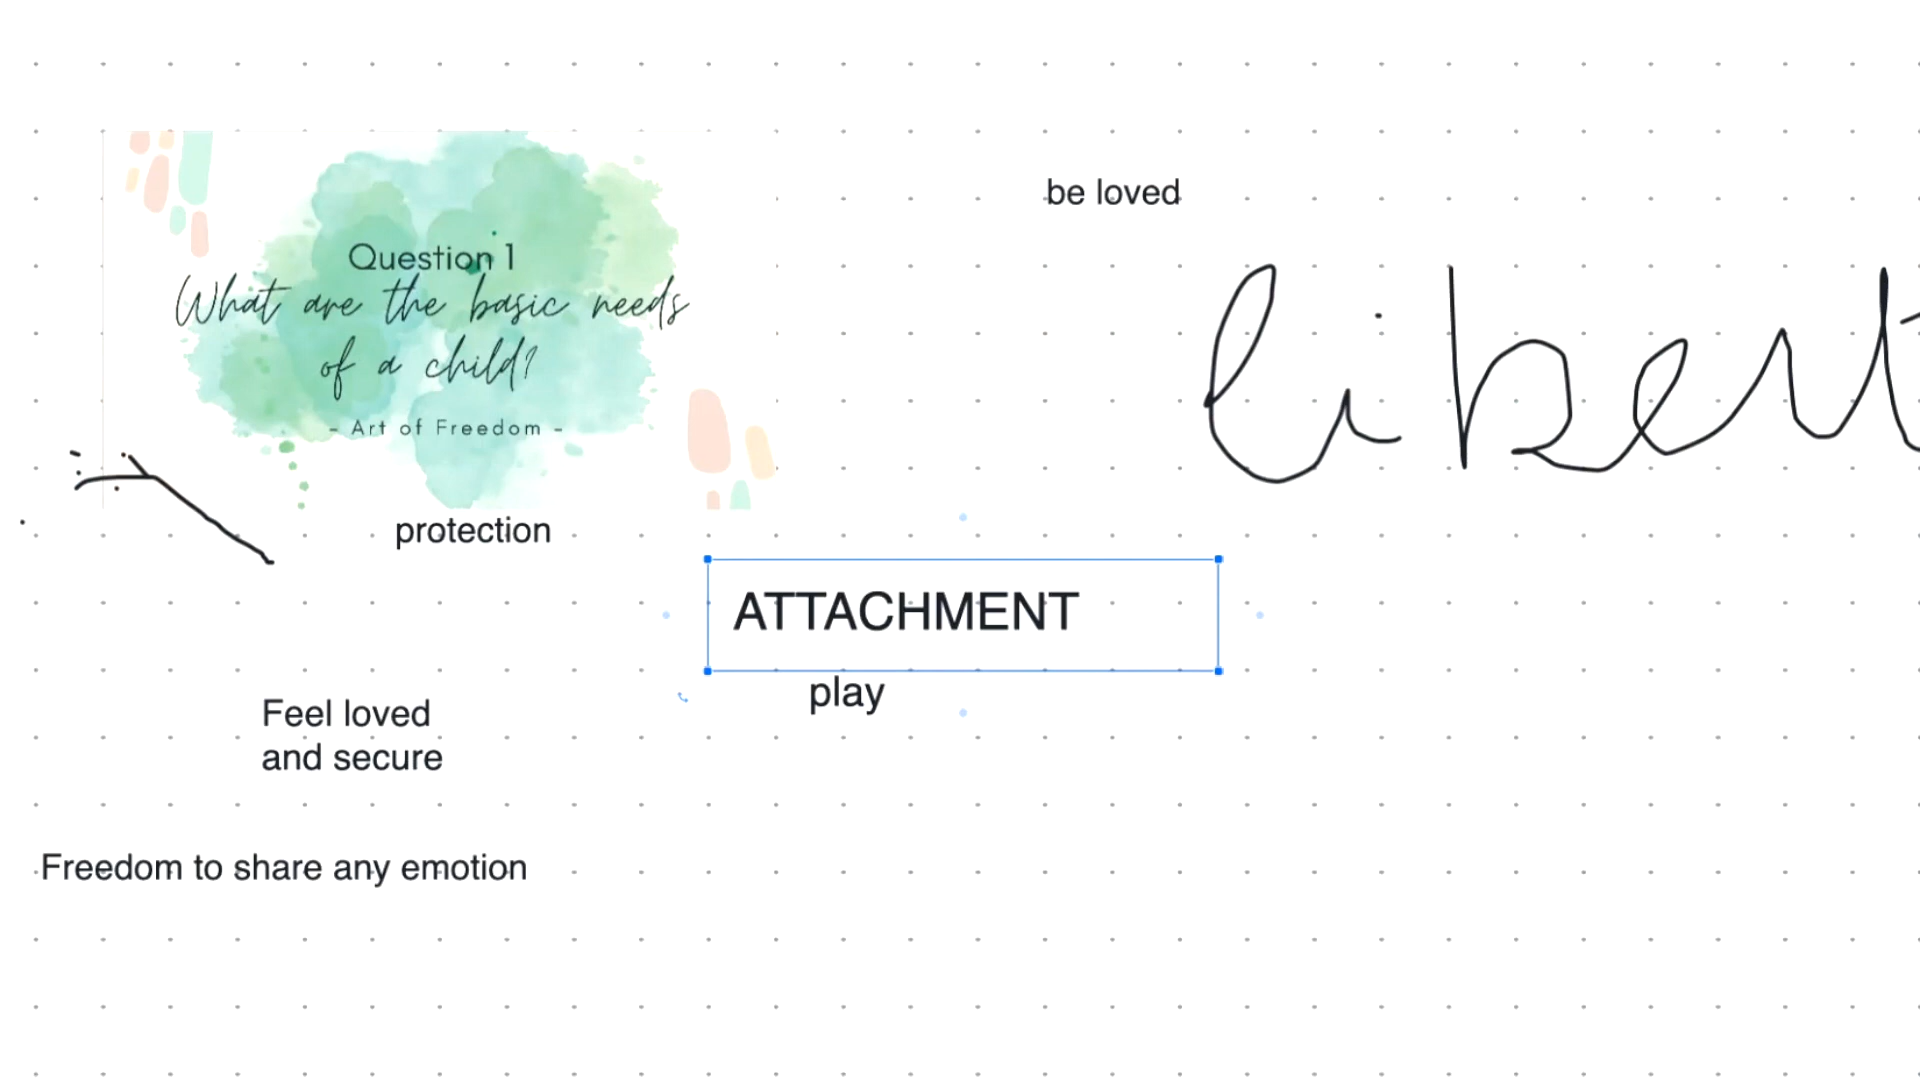 Question 1
What are the basic needs
of a child?
- Art of Freedom -
be loved
libert
protection
ATTACHMENT
play
Feel loved
and secure
Freedom to share any emotion